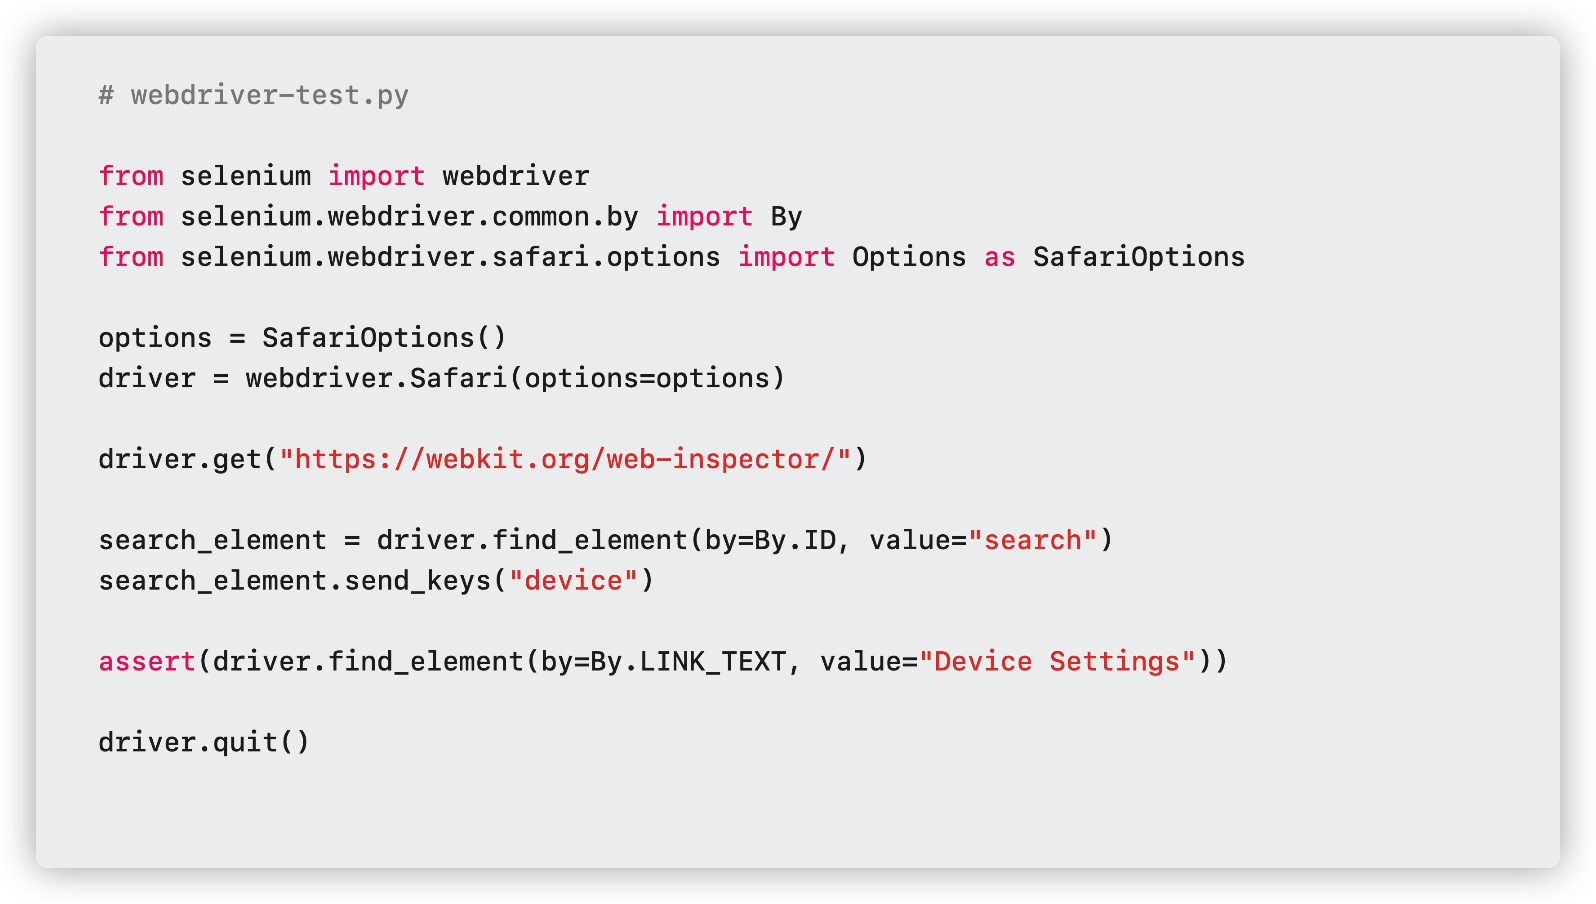 # webdriver-test.py
from selenium import webdriver
from selenium.webdriver.common.by import By
from selenium.webdriver.safari.options import Options as SafariOptions
options = SafariOptions()
driver = webdriver.Safari(options=options)
driver.get("https://webkit.org/web-inspector/")
search_element = driver.find_element(by=By.ID, value="search")
search_element.send_keys("device")
assert(driver.find_element(by=By.LINK_TEXT, value="Device Settings"))
driver.quit()